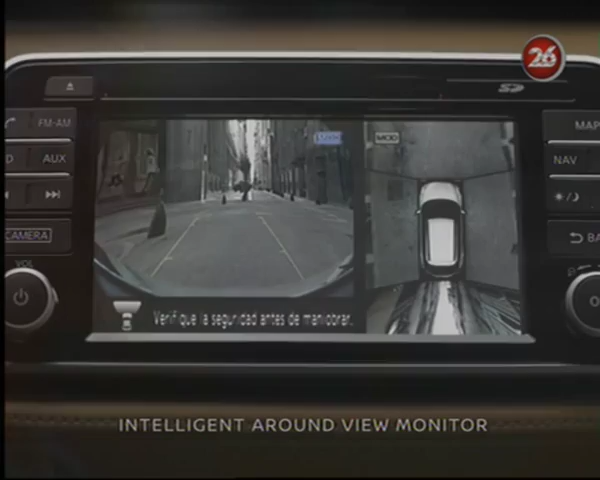 26
SD
FM-AM
MAP
AUX
NAV
CAMERA
BA
VOL
MOD
Verifique la seguridad antes de maniobrar.
INTELLIGENT AROUND VIEW MONITOR